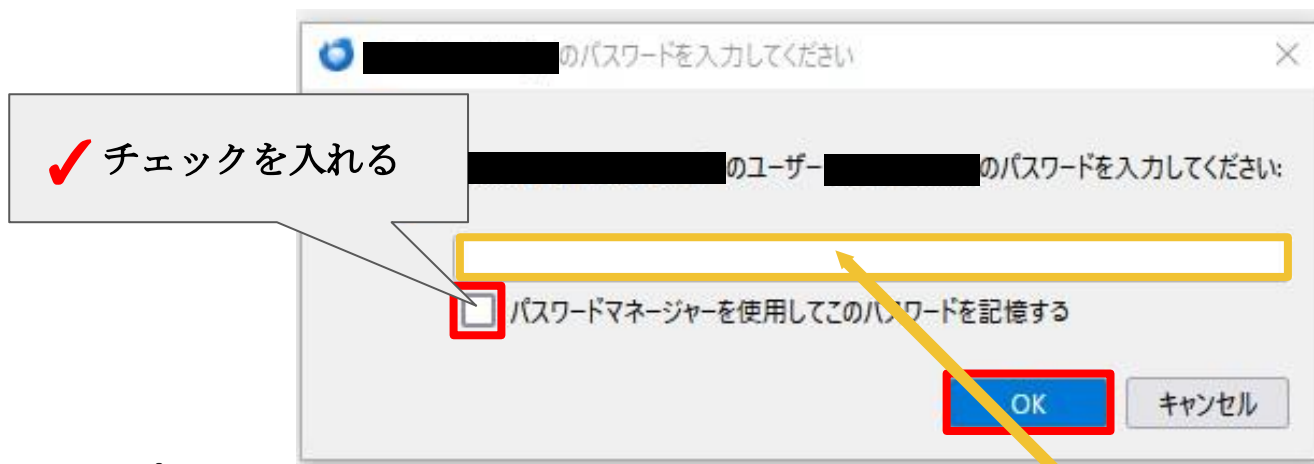 のパスワードを入力してください
チェックを入れる
のユーザー のパスワードを入力してください:
パスワードマネージャーを使用してこのパスワードを記憶する
OK キャンセル